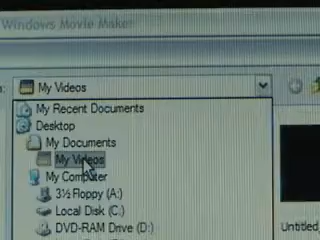 Windows Movie Maker
My Videos
My Recent Documents
Desktop
My Documents
My Videos
My Computer
3½ Floppy (A:)
Local Disk (C:)
DVD-RAM Drive (D:)
Untitled